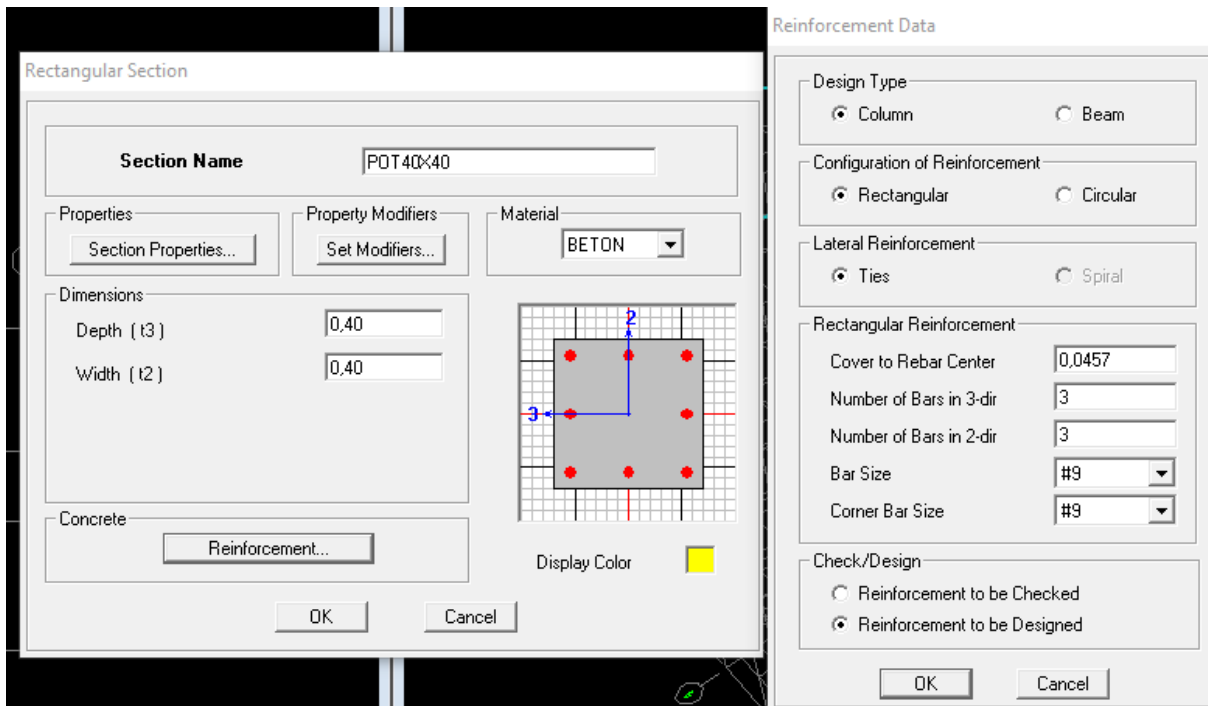 Rectangular Section
Section Name POT40X40
Properties
Section Properties...
Property Modifiers
Set Modifiers...
Material
BETON
Dimensions
Depth ( t3 ) 0,40
Width ( t2 ) 0,40
2
3
Concrete
Reinforcement...
Display Color
OK Cancel
Reinforcement Data
Design Type
Column Beam
Configuration of Reinforcement
Rectangular Circular
Lateral Reinforcement
Ties Spiral
Rectangular Reinforcement
Cover to Rebar Center 0,0457
Number of Bars in 3-dir 3
Number of Bars in 2-dir 3
Bar Size #9
Corner Bar Size #9
Check/Design
Reinforcement to be Checked
Reinforcement to be Designed
OK Cancel